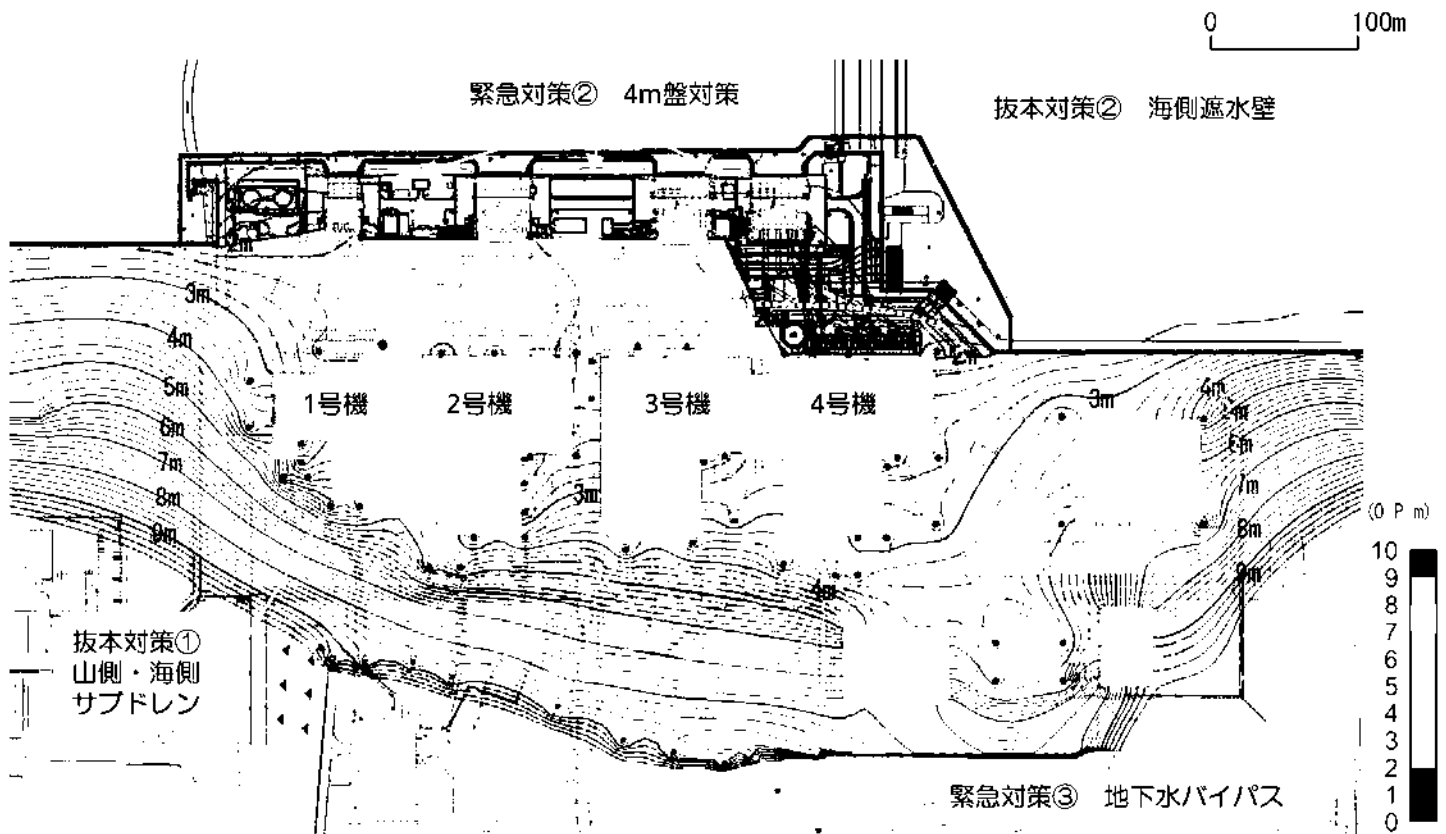 0 100m
緊急対策② 4m盤対策
抜本対策② 海側遮水壁
2m
3m
4m
5m
6m
7m
8m
9m
1号機
2号機
3号機
4号機
3m
4m
2m
3m
4m
7m
8m
9m
抜本対策①
山側・海側
サブドレン
緊急対策③ 地下水バイパス
(O P m)
10
9
8
7
6
5
4
3
2
1
0